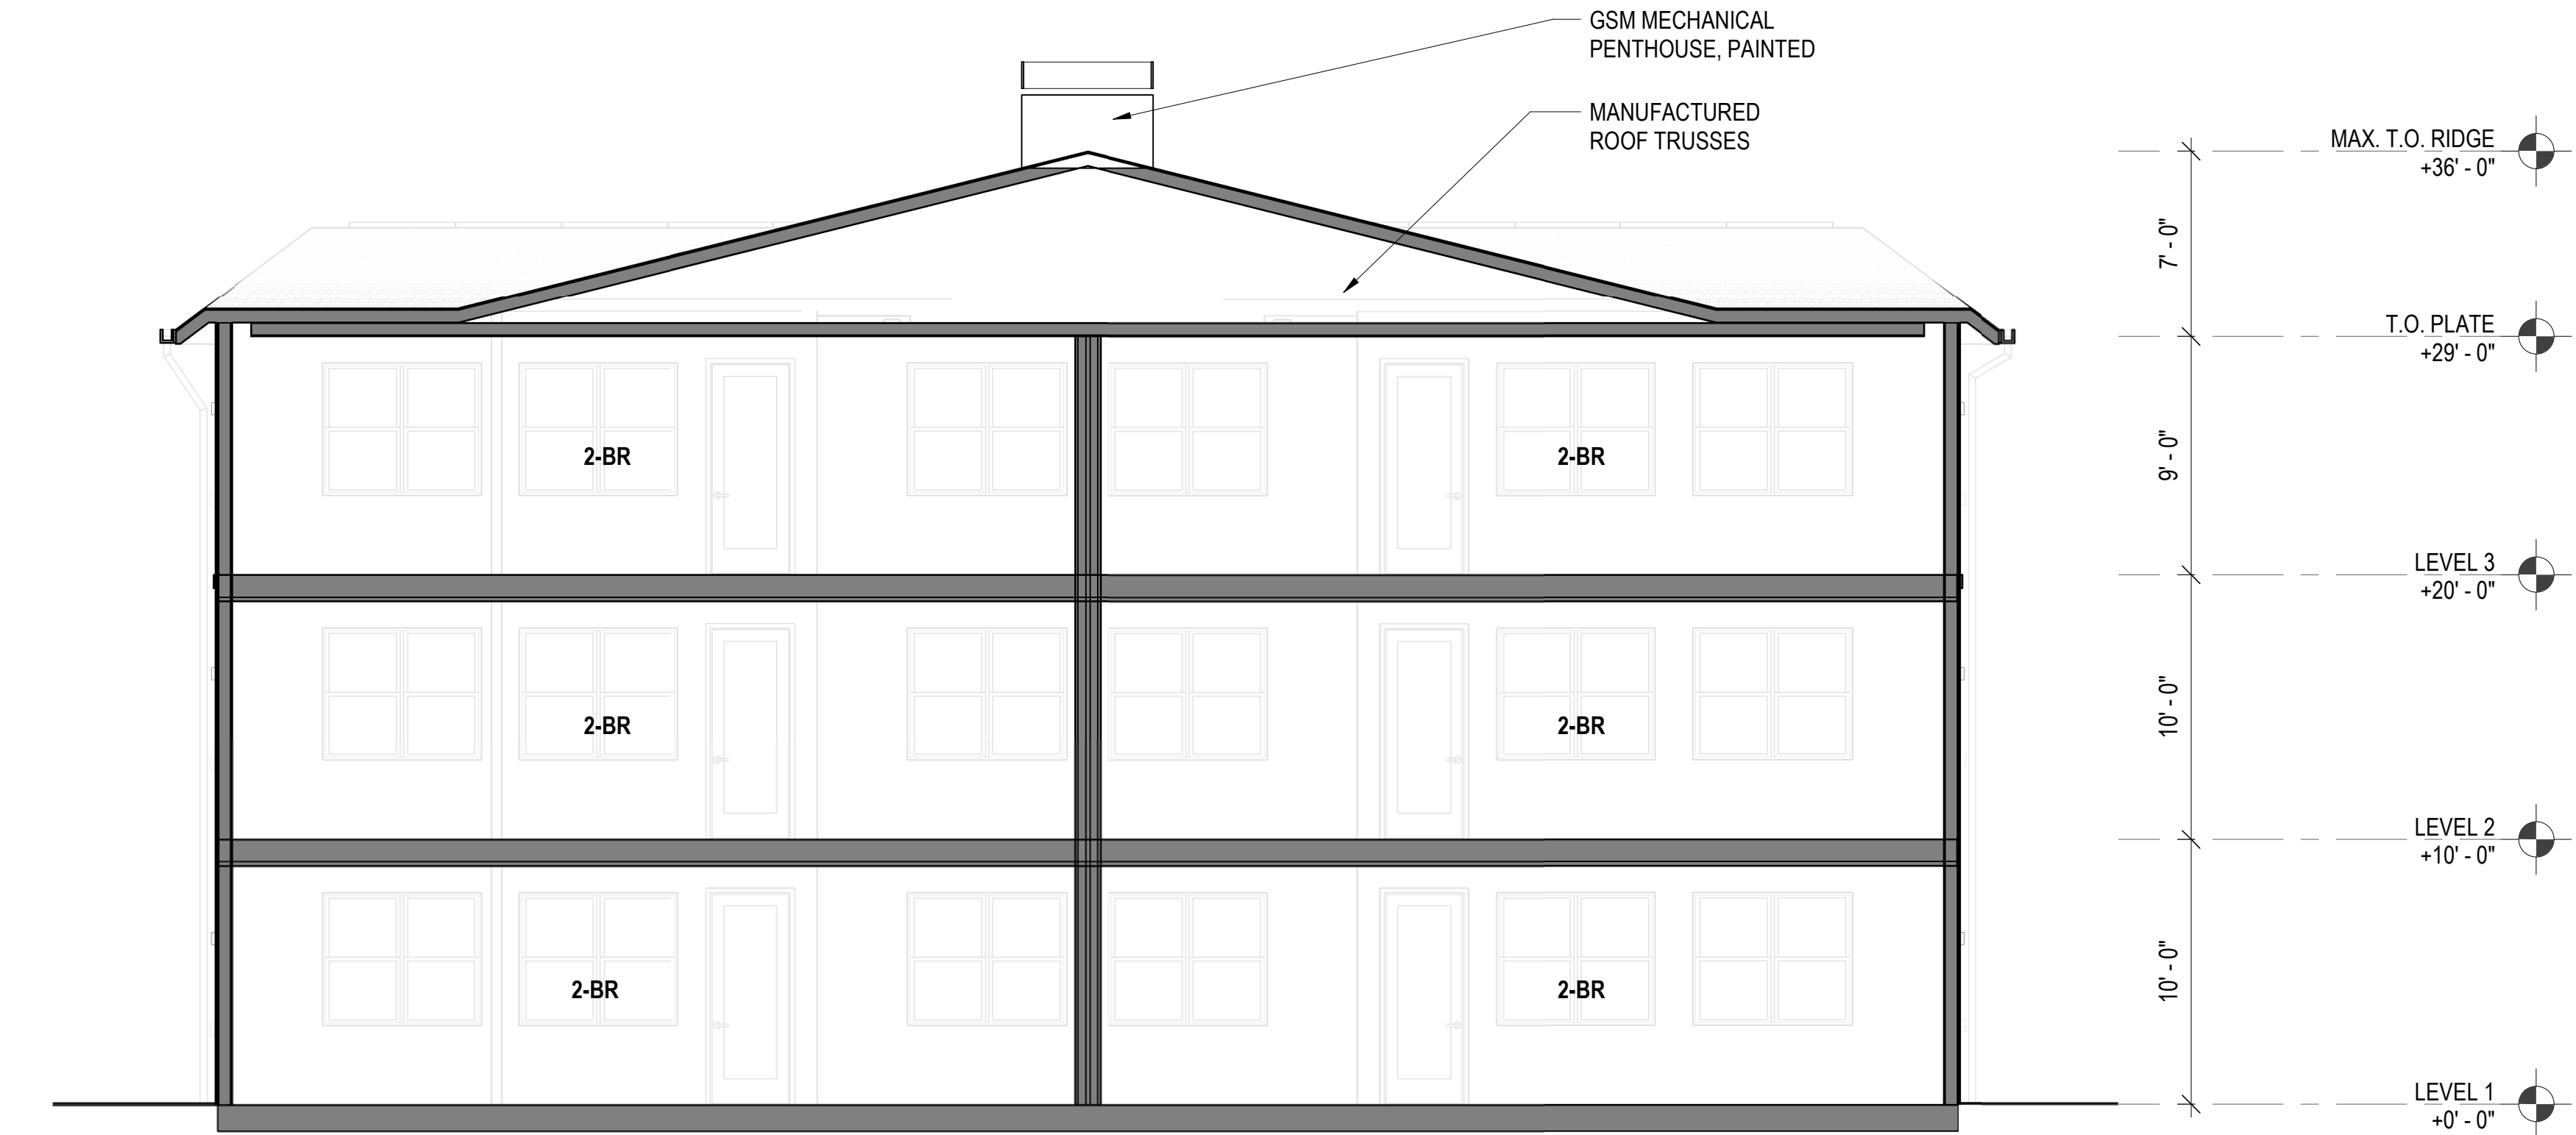 GSM MECHANICAL
PENTHOUSE, PAINTED
MANUFACTURED
ROOF TRUSSES
MAX. T.O. RIDGE
+36' - 0"
7' - 0"
T.O. PLATE
+29' - 0"
9' - 0"
2-BR
2-BR
LEVEL 3
+20' - 0"
10' - 0"
2-BR
2-BR
LEVEL 2
+10' - 0"
10' - 0"
2-BR
2-BR
LEVEL 1
+0' - 0"